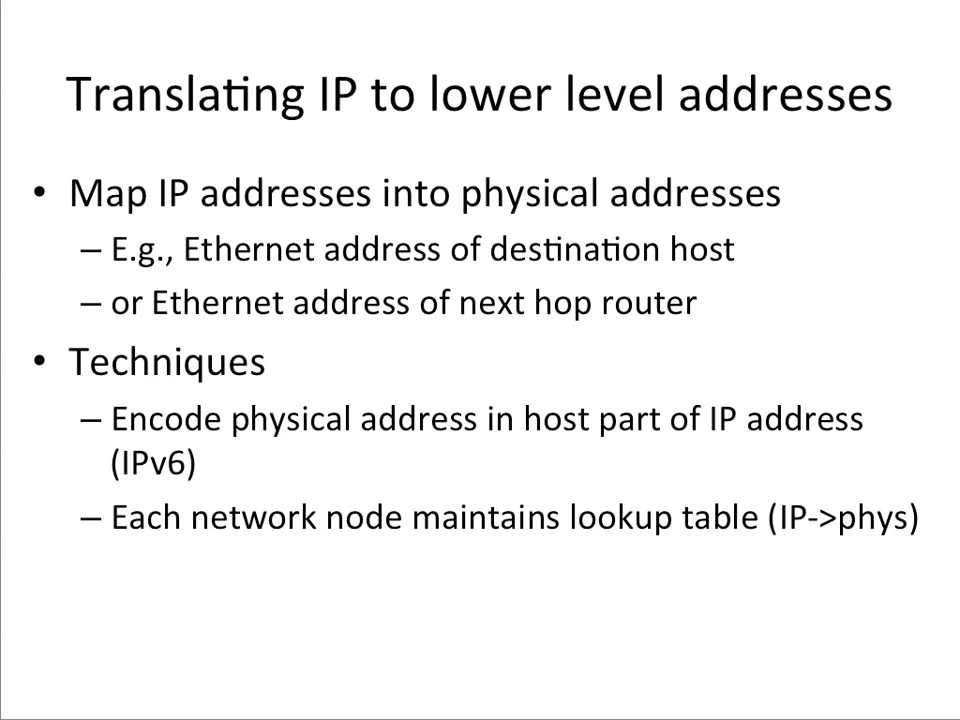 Translating IP to lower level addresses
• Map IP addresses into physical addresses
– E.g., Ethernet address of destination host
– or Ethernet address of next hop router
• Techniques
– Encode physical address in host part of IP address
(IPv6)
– Each network node maintains lookup table (IP->phys)